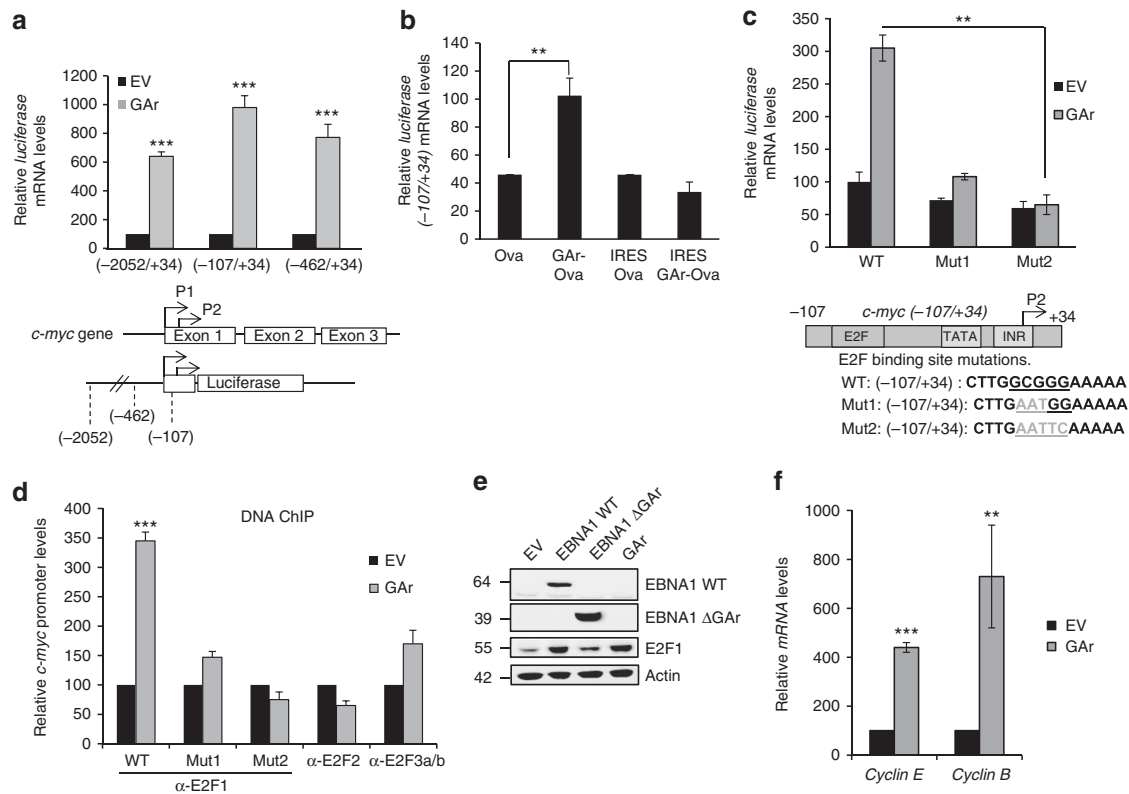 a
Relative luciferase
mRNA levels
1200
1000
800
600
400
200
0
EV
GAr
***
***
***
(–2052/+34)
(–107/+34)
(–462/+34)
P1
P2
c-myc gene
Exon 1
Exon 2
Exon 3
Luciferase
(–462)
(–2052)
(–107)
b
Relative luciferase
(–107/+34) mRNA levels
140
120
100
80
60
40
20
0
**
Ova
GAr-
Ova
IRES
Ova
IRES
GAr-Ova
c
Relative luciferase
mRNA levels
350
300
250
200
150
100
50
0
**
EV
GAr
WT
Mut1
Mut2
–107
c-myc (–107/+34)
P2
+34
E2F
TATA
INR
E2F binding site mutations.
WT: (–107/+34) : CTTGGCGGGAAAAA
Mut1: (–107/+34): CTTGAATGGAAAAA
Mut2: (–107/+34): CTTGAATTCAAAAA
d
DNA ChIP
Relative c-myc promoter levels
400
350
300
250
200
150
100
50
0
***
EV
GAr
WT
Mut1
Mut2
α-E2F2
α-E2F3a/b
α-E2F1
e
EV
EBNA1 WT
EBNA1 ΔGAr
GAr
64
EBNA1 WT
39
EBNA1 ΔGAr
55
E2F1
42
Actin
f
Relative mRNA levels
1000
800
600
400
200
0
***
**
EV
GAr
Cyclin E
Cyclin B